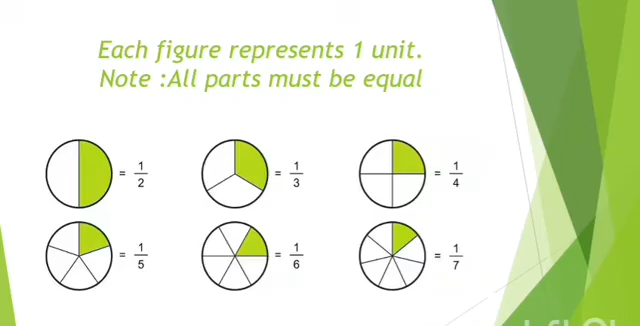 Each figure represents 1 unit.
Note :All parts must be equal
= 1/2 = 1/3 = 1/4
= 1/5 = 1/6 = 1/7